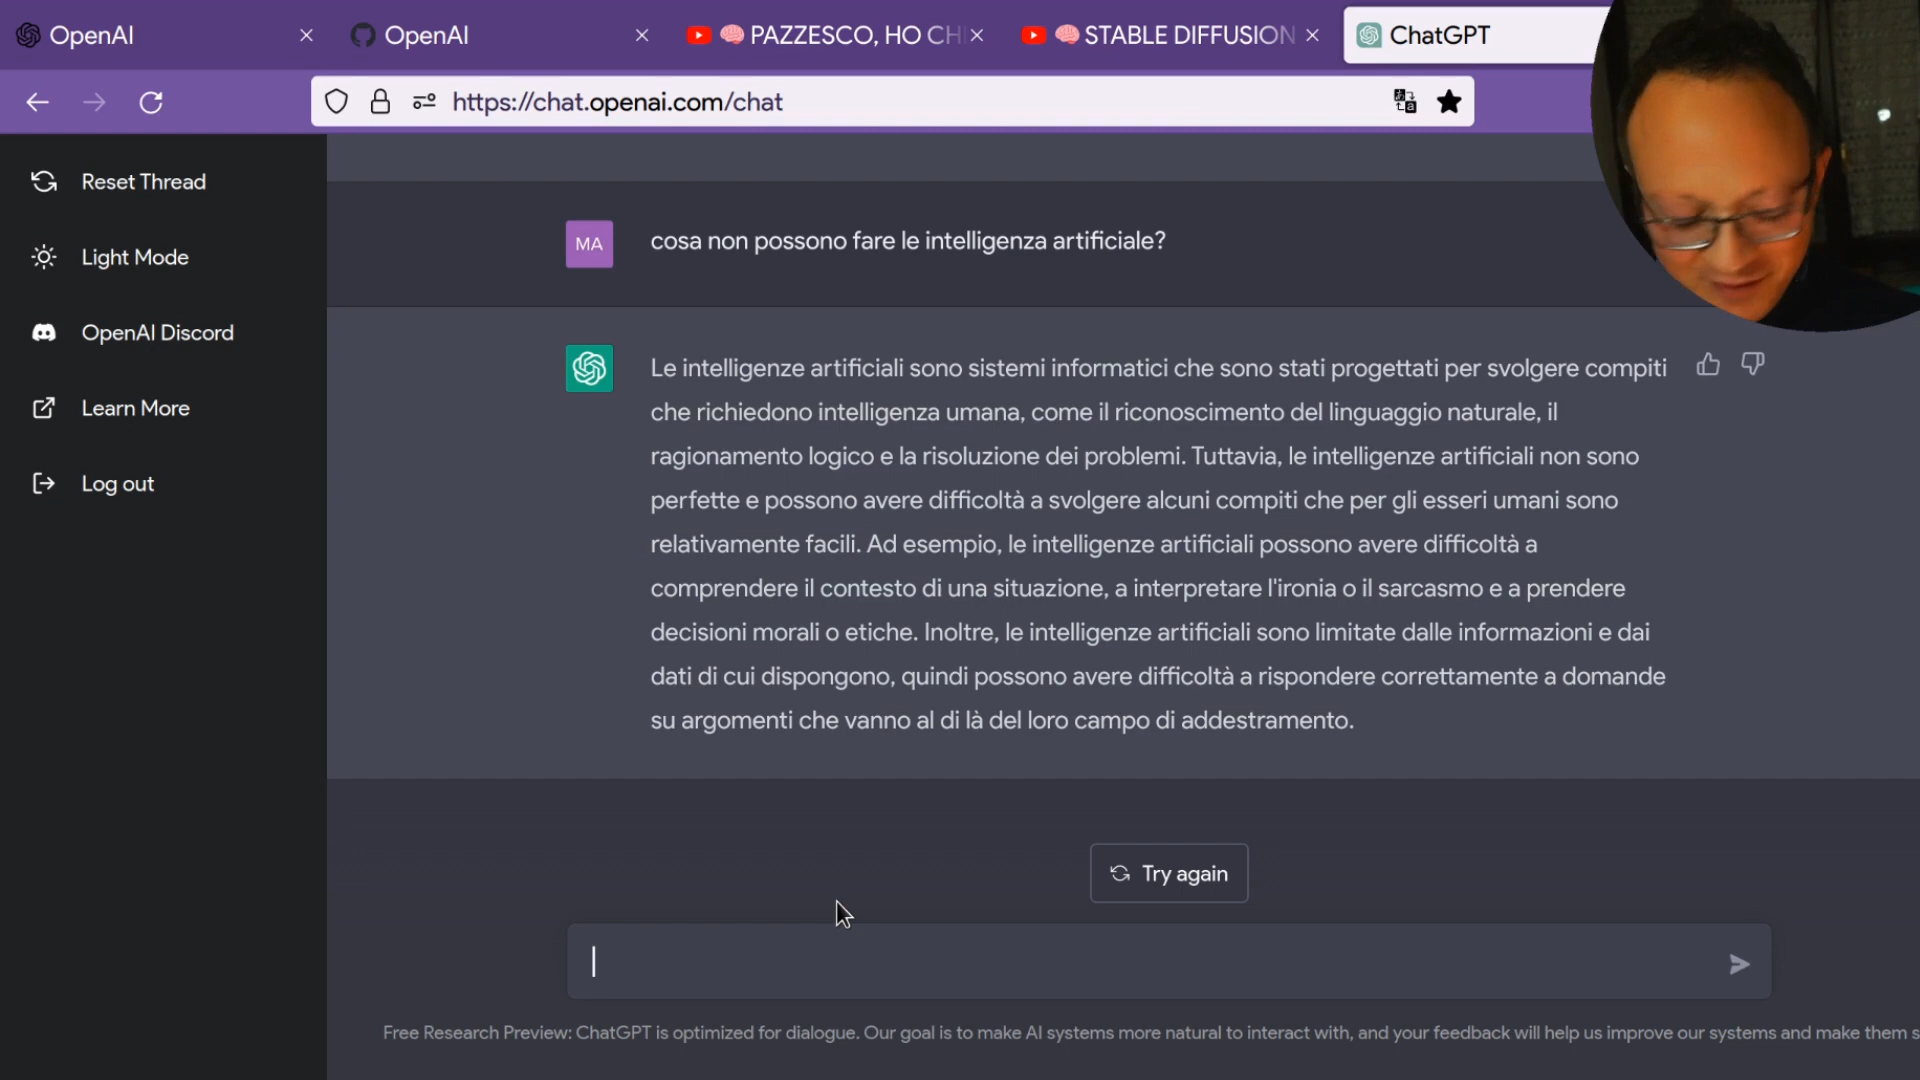 OpenAI
OpenAI
🧠 PAZZESCO, HO CH
🧠 STABLE DIFFUSION
ChatGPT
https://chat.openai.com/chat
Reset Thread
Light Mode
OpenAI Discord
Learn More
Log out
MA
cosa non possono fare le intelligenza artificiale?
Le intelligenze artificiali sono sistemi informatici che sono stati progettati per svolgere compiti
che richiedono intelligenza umana, come il riconoscimento del linguaggio naturale, il
ragionamento logico e la risoluzione dei problemi. Tuttavia, le intelligenze artificiali non sono
perfette e possono avere difficoltà a svolgere alcuni compiti che per gli esseri umani sono
relativamente facili. Ad esempio, le intelligenze artificiali possono avere difficoltà a
comprendere il contesto di una situazione, a interpretare l'ironia o il sarcasmo e a prendere
decisioni morali o etiche. Inoltre, le intelligenze artificiali sono limitate dalle informazioni e dai
dati di cui dispongono, quindi possono avere difficoltà a rispondere correttamente a domande
su argomenti che vanno al di là del loro campo di addestramento.
Try again
Free Research Preview: ChatGPT is optimized for dialogue. Our goal is to make AI systems more natural to interact with, and your feedback will help us improve our systems and make them s